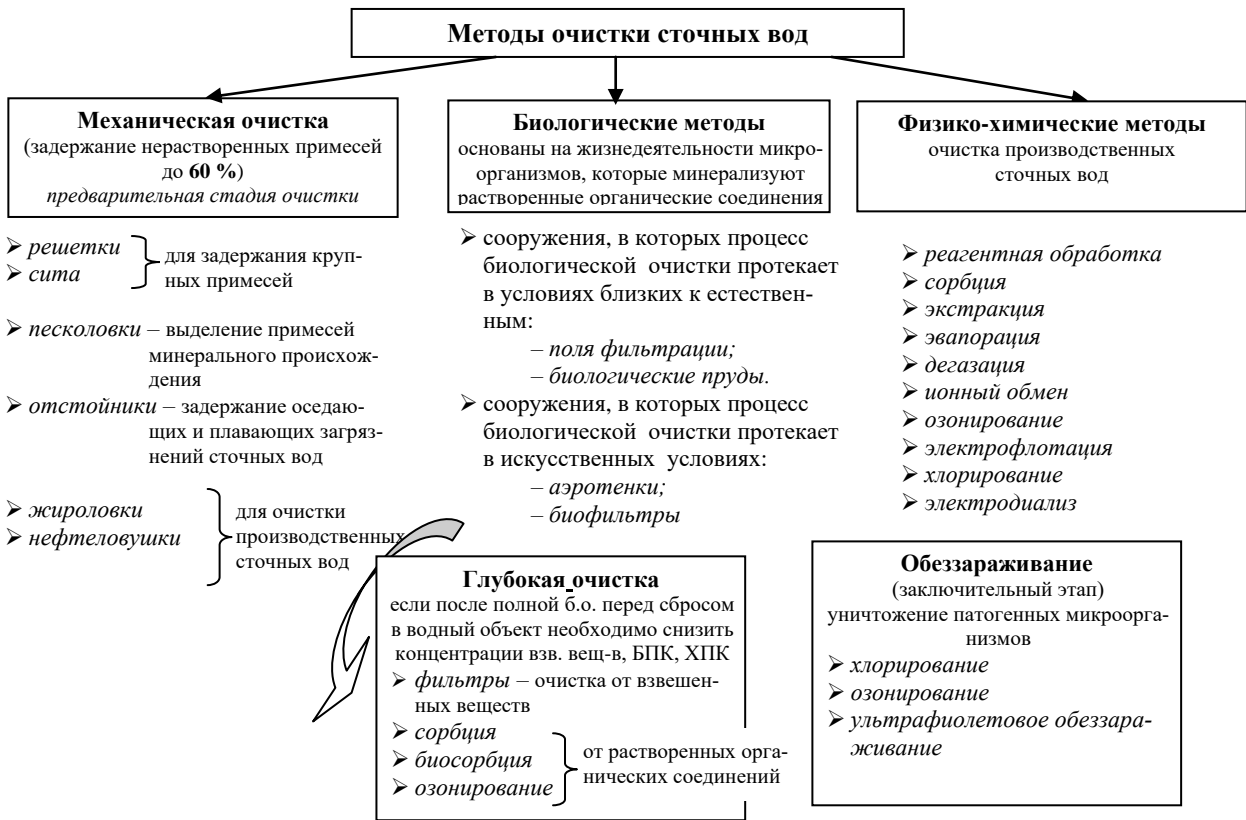 Методы очистки сточных вод
Механическая очистка
(задержание нерастворенных примесей
до 60 %)
предварительная стадия очистки
➢ решетки
➢ сита
для задержания круп-
ных примесей
➢ песколовки – выделение примесей
минерального происхож-
дения
➢ отстойники – задержание оседаю-
щих и плавающих загряз-
нений сточных вод
➢ жироловки
➢ нефтеловушки
для очистки
производственных
сточных вод
Биологические методы
основаны на жизнедеятельности микро-
организмов, которые минерализуют
растворенные органические соединения
➢ сооружения, в которых процесс
биологической очистки протекает
в условиях близких к естествен-
ным:
– поля фильтрации;
– биологические пруды.
➢ сооружения, в которых процесс
биологической очистки протекает
в искусственных условиях:
– аэротенки;
– биофильтры
Физико-химические методы
очистка производственных
сточных вод
➢ реагентная обработка
➢ сорбция
➢ экстракция
➢ эвапорация
➢ дегазация
➢ ионный обмен
➢ озонирование
➢ электрофлотация
➢ хлорирование
➢ электродиализ
Глубокая очистка
если после полной б.о. перед сбросом
в водный объект необходимо снизить
концентрации взв. вещ-в, БПК, ХПК
➢ фильтры – очистка от взвешен-
ных веществ
➢ сорбция
➢ биосорбция
➢ озонирование
от растворенных орга-
нических соединений
Обеззараживание
(заключительный этап)
уничтожение патогенных микроорга-
низмов
➢ хлорирование
➢ озонирование
➢ ультрафиолетовое обеззара-
живание